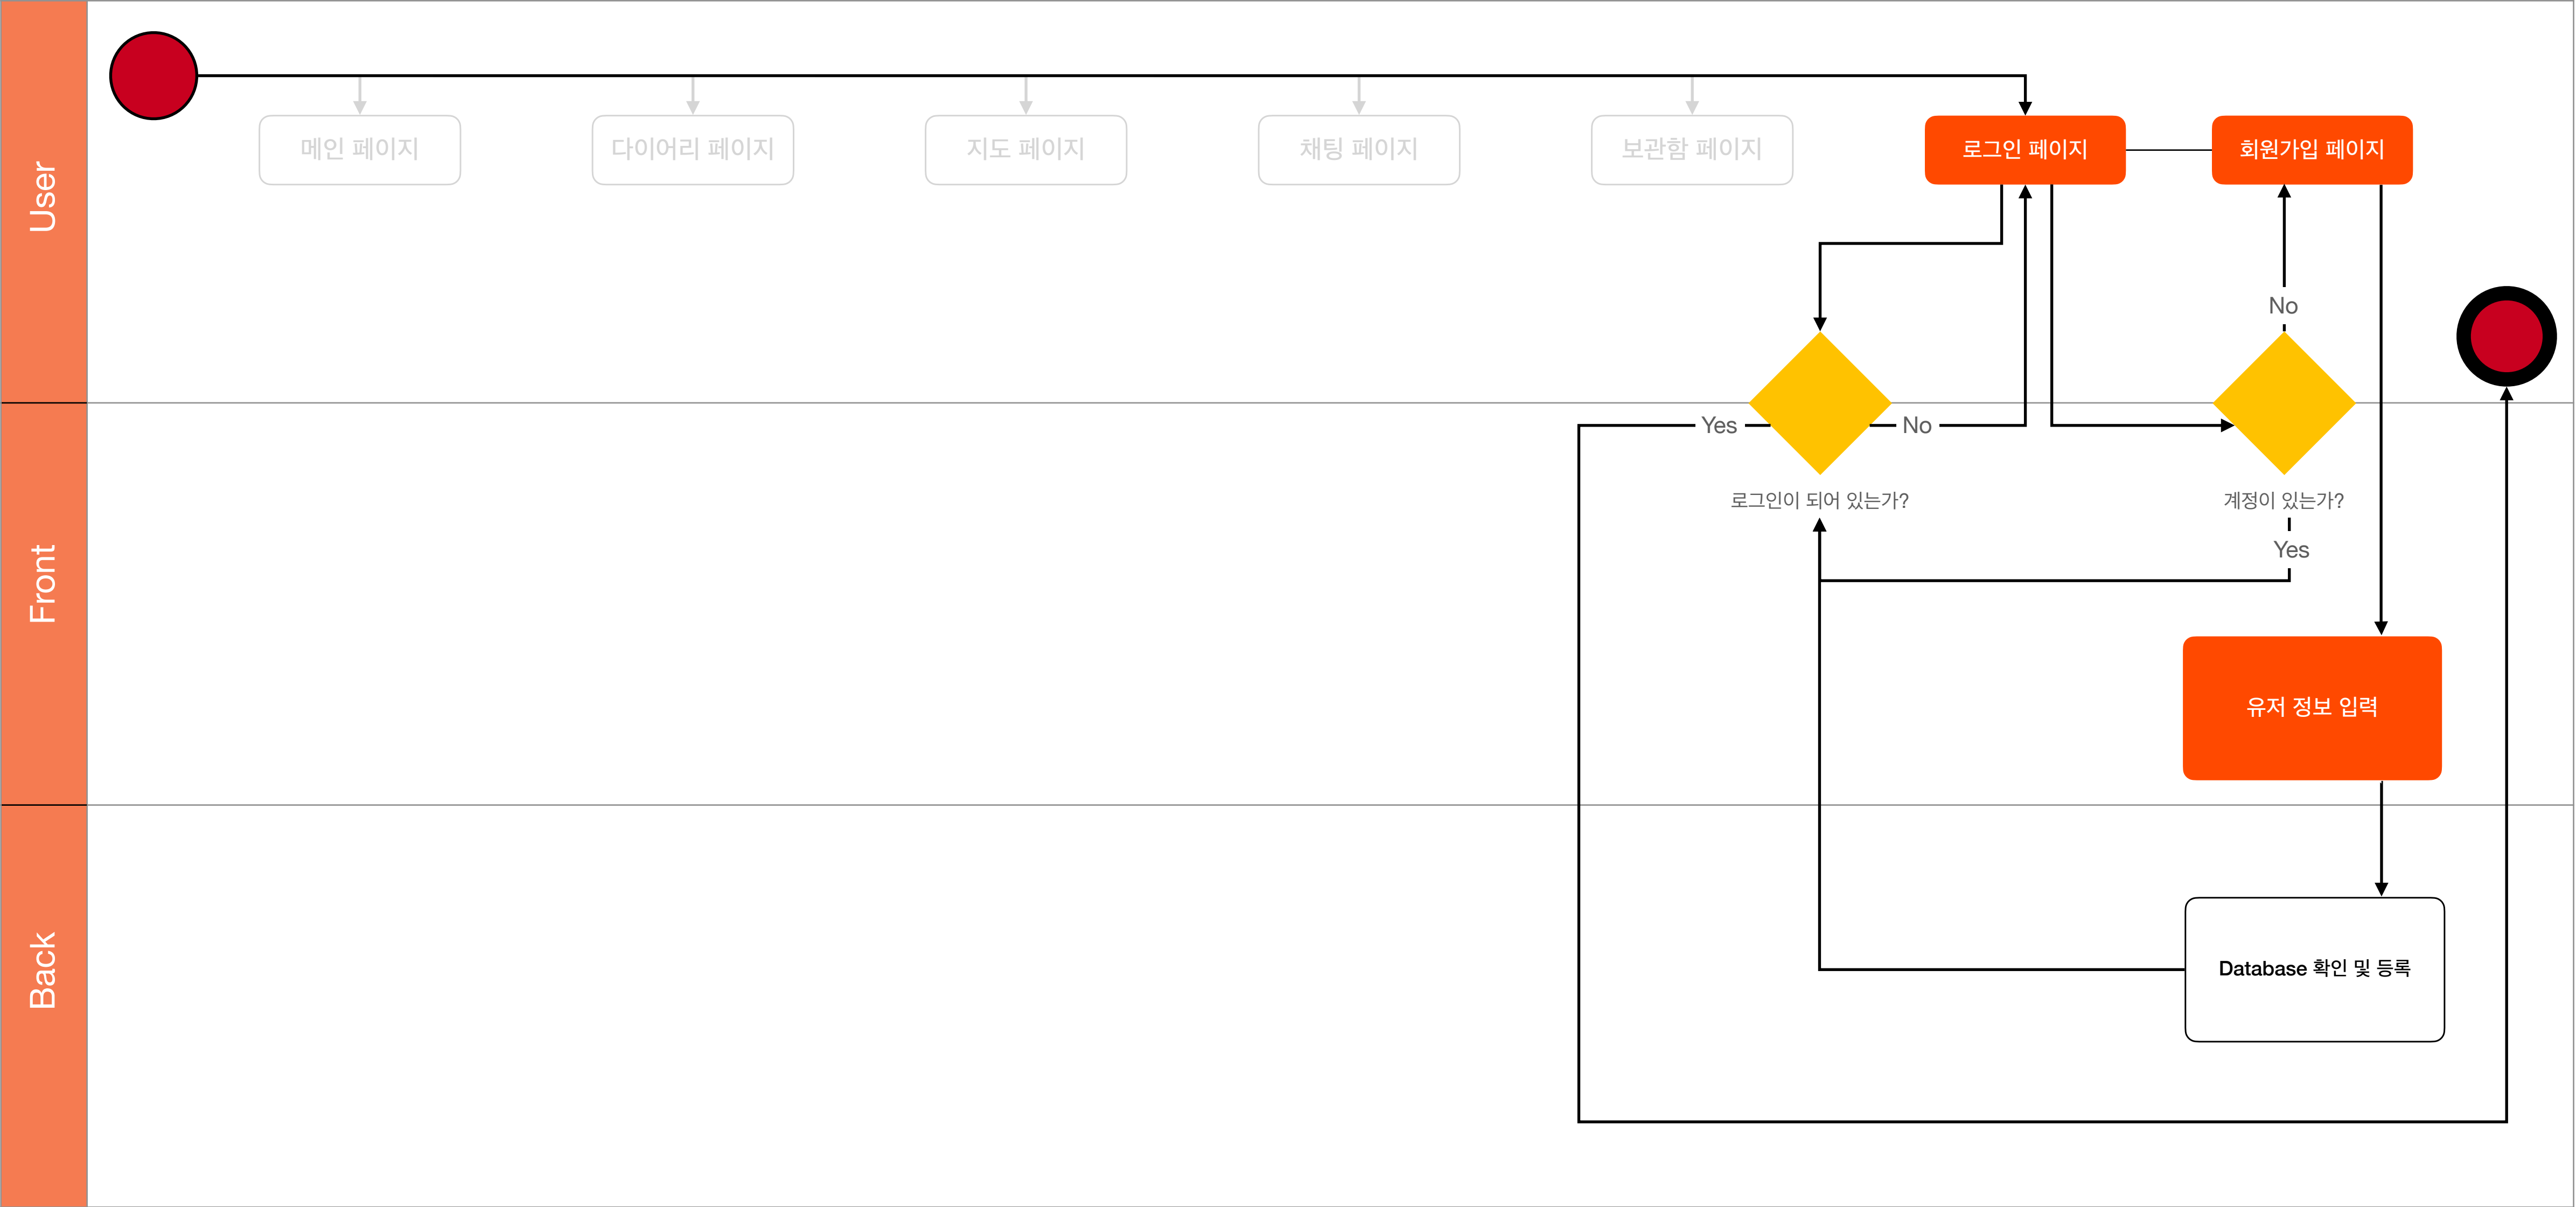 User
메인 페이지
다이어리 페이지
지도 페이지
채팅 페이지
보관함 페이지
로그인 페이지
회원가입 페이지
No
Front
Yes
No
로그인이 되어 있는가?
계정이 있는가?
Yes
유저 정보 입력
Back
Database 확인 및 등록